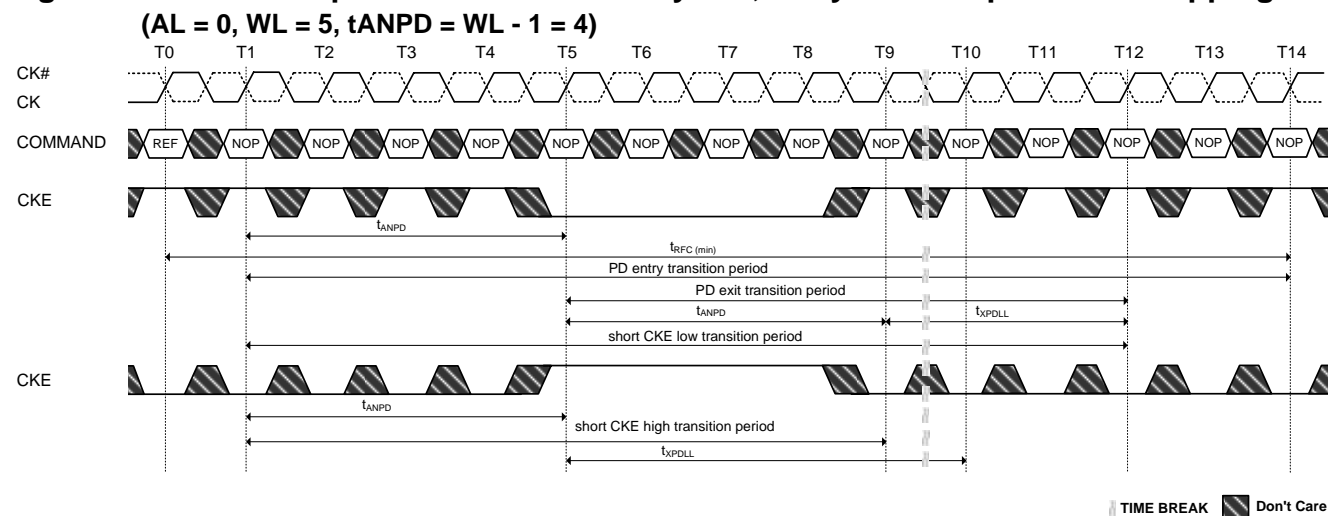 (AL = 0, WL = 5, tANPD = WL - 1 = 4)
T0 T1 T2 T3 T4 T5 T6 T7 T8 T9 T10 T11 T12 T13 T14
CK#
CK
COMMAND REF NOP NOP NOP NOP NOP NOP NOP NOP NOP NOP NOP NOP NOP NOP
CKE
tANPD
tRFC (min)
PD entry transition period
PD exit transition period
tANPD tXPDLL
short CKE low transition period
CKE
tANPD
short CKE high transition period
tXPDLL
TIME BREAK Don't Care